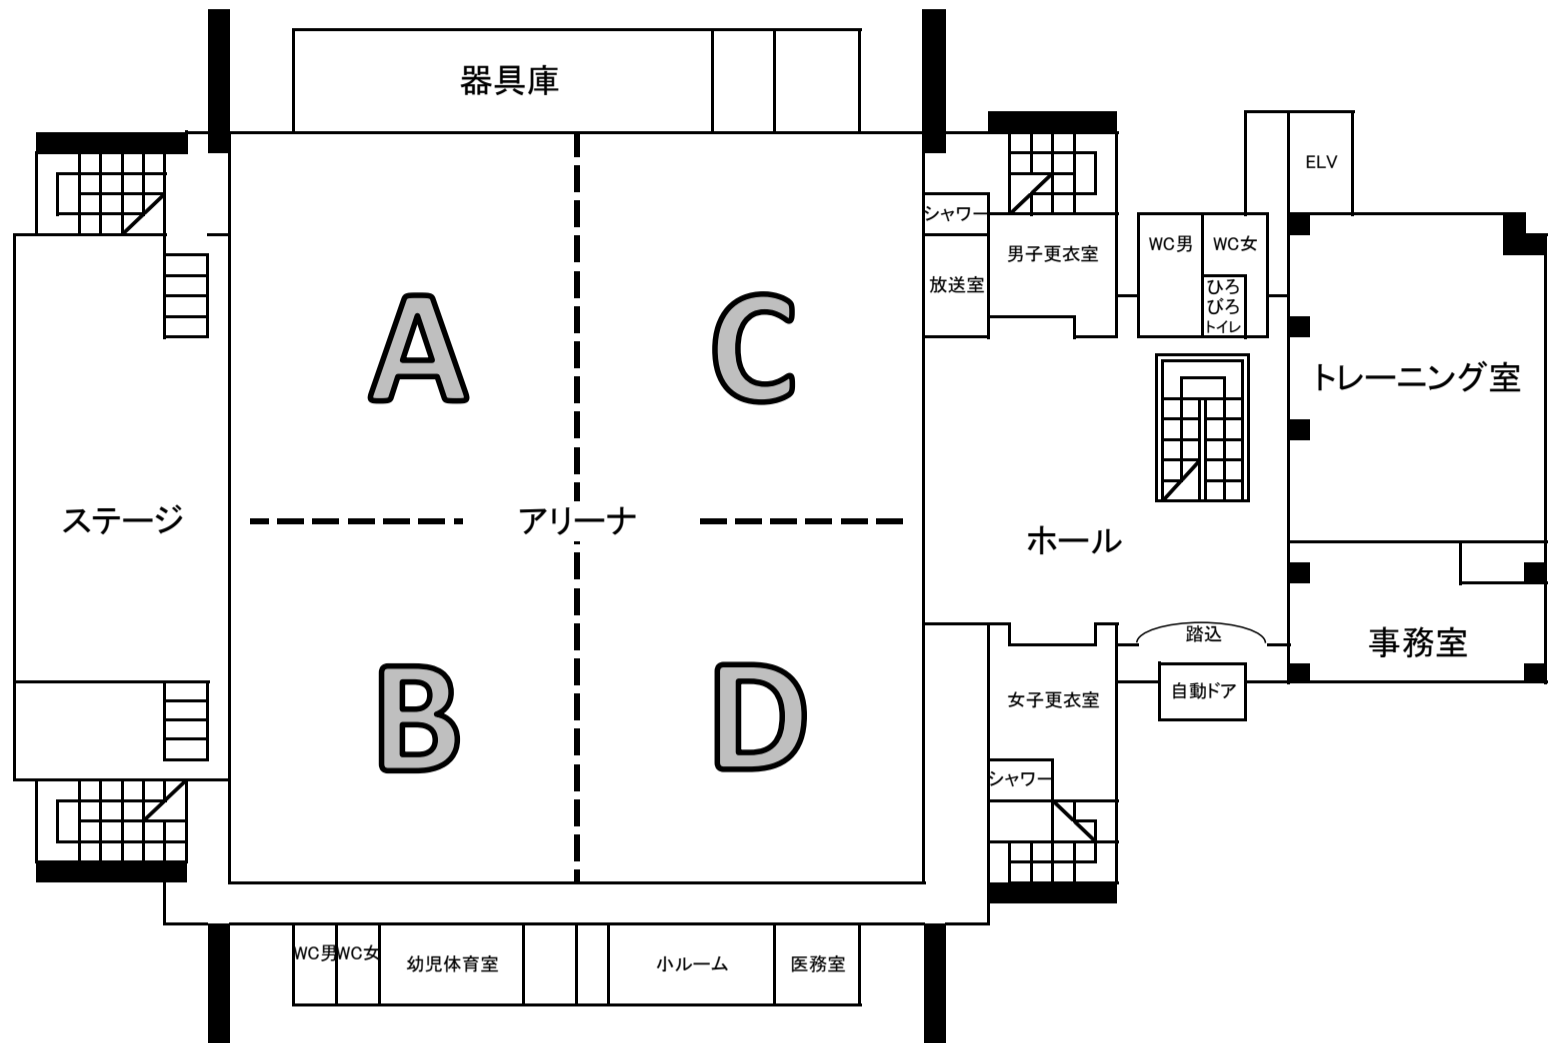 器具庫
ELV
シャワー
男子更衣室
WC男
WC女
放送室
ひろ
びろ
トイレ
A
C
トレーニング室
ステージ
アリーナ
ホール
踏込
事務室
B
D
女子更衣室
自動ドア
シャワー
WC男
WC女
幼児体育室
小ルーム
医務室